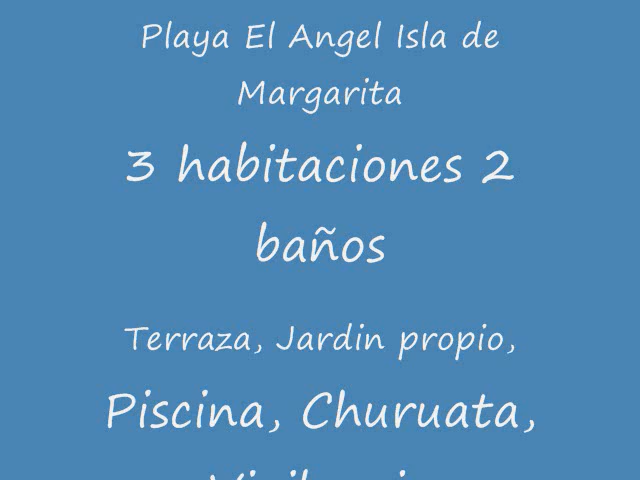 Playa El Angel Isla de
Margarita
3 habitaciones 2
baños
Terraza, Jardin propio,
Piscina, Churuata,